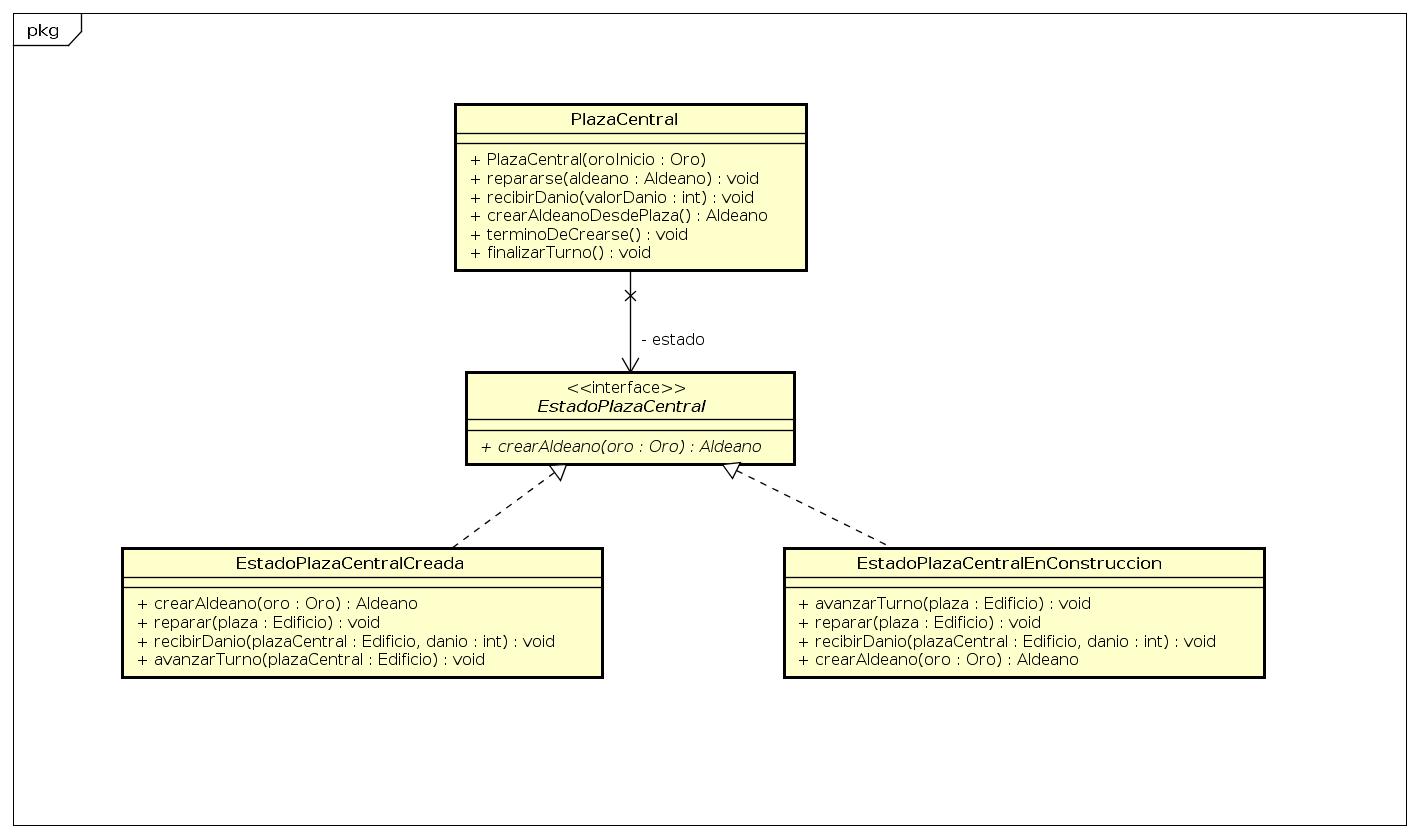 pkg
PlazaCentral
+ PlazaCentral(oroInicio : Oro)
+ repararse(aldeano : Aldeano) : void
+ recibirDanio(valorDanio : int) : void
+ crearAldeanoDesdePlaza() : Aldeano
+ terminoDeCrearse() : void
+ finalizarTurno() : void
- estado
<<interface>>
EstadoPlazaCentral
+ crearAldeano(oro : Oro) : Aldeano
EstadoPlazaCentralCreada
+ crearAldeano(oro : Oro) : Aldeano
+ reparar(plaza : Edificio) : void
+ recibirDanio(plazaCentral : Edificio, danio : int) : void
+ avanzarTurno(plazaCentral : Edificio) : void
EstadoPlazaCentralEnConstruccion
+ avanzarTurno(plaza : Edificio) : void
+ reparar(plaza : Edificio) : void
+ recibirDanio(plazaCentral : Edificio, danio : int) : void
+ crearAldeano(oro : Oro) : Aldeano